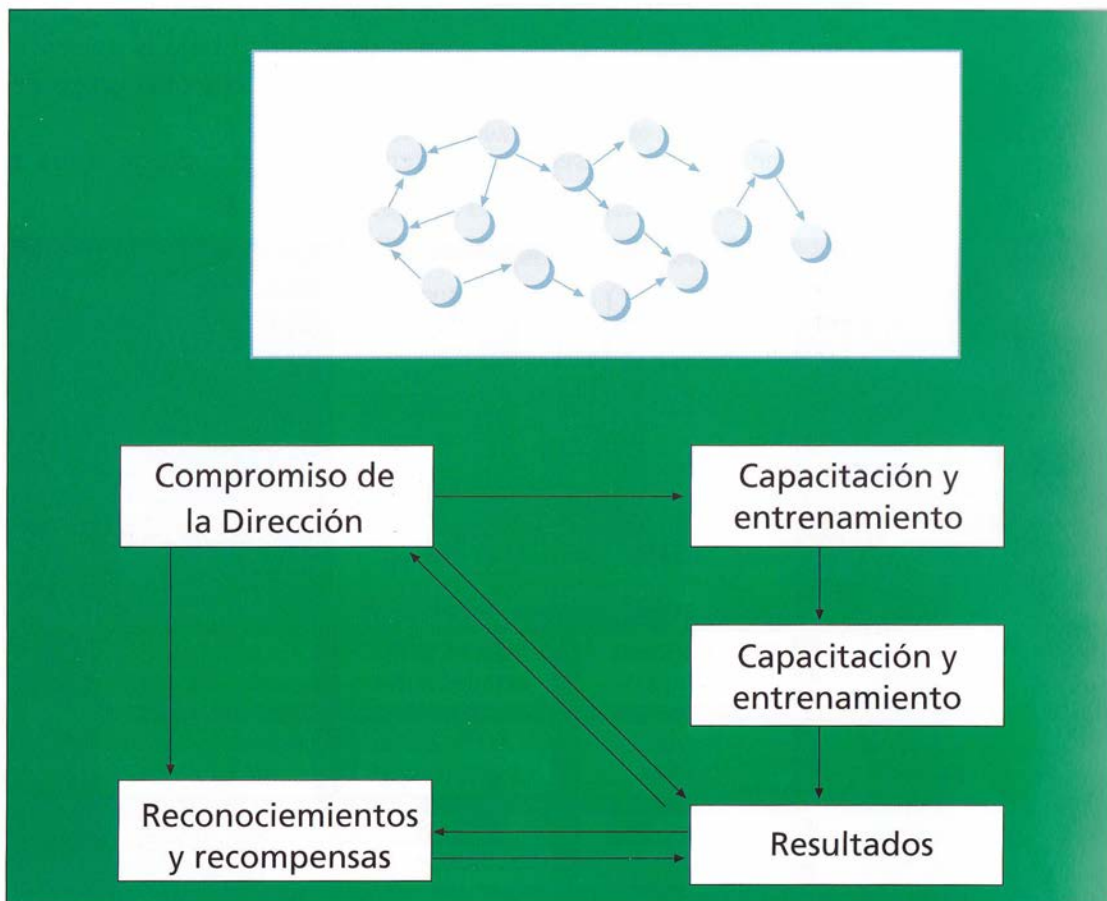 Compromiso de
la Dirección
Capacitación y
entrenamiento
Capacitación y
entrenamiento
Reconociemientos
y recompensas
Resultados